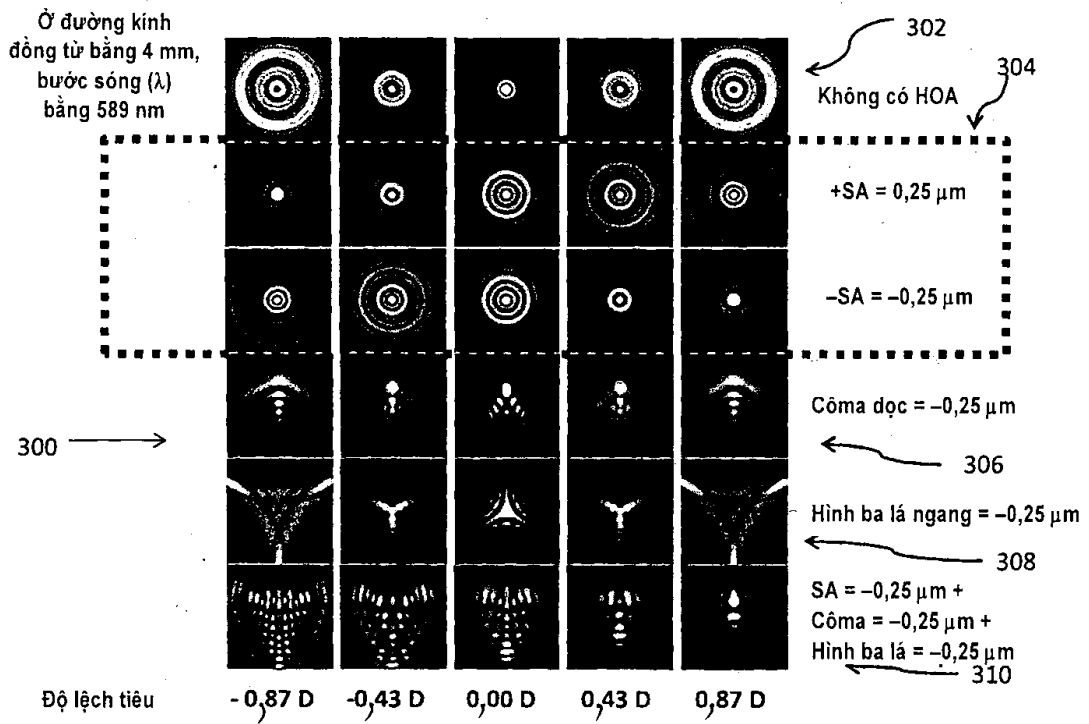 Ở đường kính
đồng từ bằng 4 mm,
bước sóng (λ)
bằng 589 nm
302
304
Không có HOA
+SA = 0,25 µm
−SA = −0,25 µm
Côma dọc = −0,25 µm
300
306
Hình ba lá ngang = −0,25 µm
308
SA = −0,25 µm +
Côma = −0,25 µm +
Hình ba lá = −0,25 µm
310
Độ lệch tiêu
- 0,87 D
-0,43 D
0,00 D
0,43 D
0,87 D